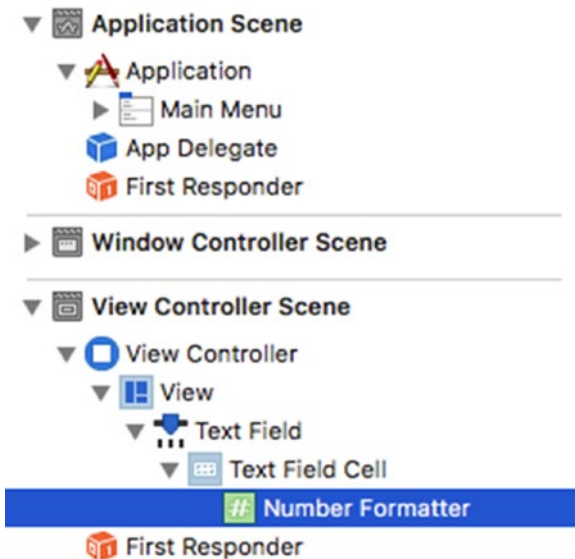 Application Scene
Application
Main Menu
App Delegate
First Responder
Window Controller Scene
View Controller Scene
View Controller
View
Text Field
Text Field Cell
# Number Formatter
First Responder